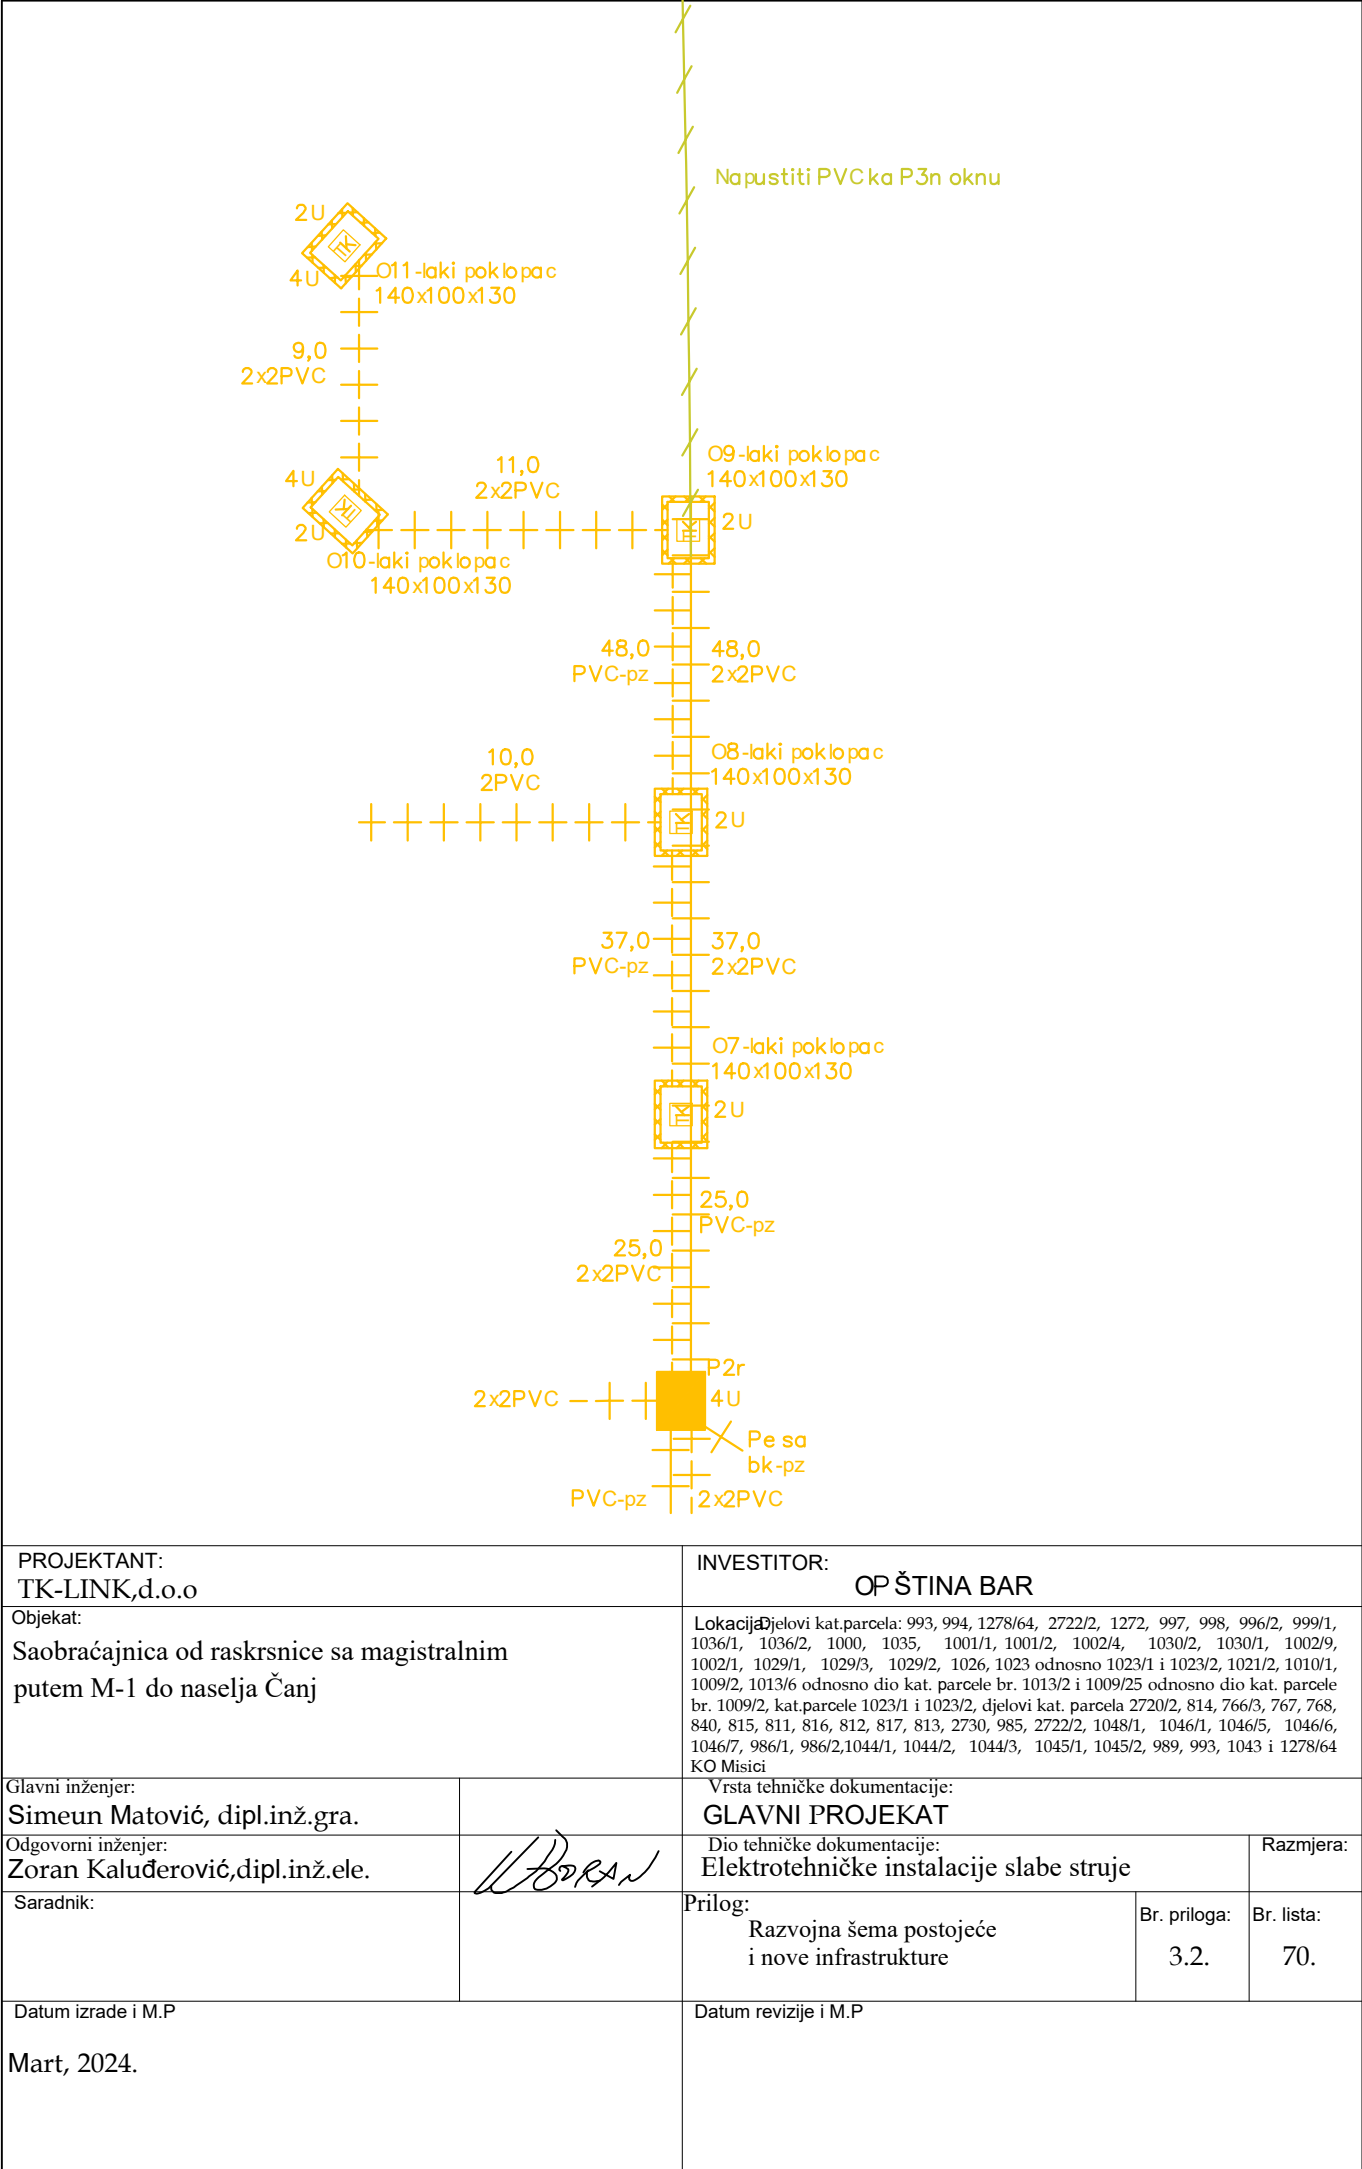 Napustiti PVC ka P3n oknu
2U
TK
4U
O11-laki poklopac
140x100x130
9,0
2x2PVC
4U
TK
2U
O10-laki poklopac
140x100x130
11,0
2x2PVC
O9-laki poklopac
140x100x130
TK
2U
48,0
PVC-pz
48,0
2x2PVC
10,0
2PVC
O8-laki poklopac
140x100x130
TK
2U
37,0
PVC-pz
37,0
2x2PVC
O7-laki poklopac
140x100x130
TK
2U
25,0
PVC-pz
25,0
2x2PVC
P2r
2x2PVC
4U
Pe sa
bk-pz
PVC-pz
2x2PVC
PROJEKTANT:
TK-LINK,d.o.o
INVESTITOR:
OPŠTINA BAR
Objekat:
Saobraćajnica od raskrsnice sa magistralnim
putem M-1 do naselja Čanj
Lokacija:Djelovi kat.parcela: 993, 994, 1278/64, 2722/2, 1272, 997, 998, 996/2, 999/1,
1036/1, 1036/2, 1000, 1035, 1001/1, 1001/2, 1002/4, 1030/2, 1030/1, 1002/9,
1002/1, 1029/1, 1029/3, 1029/2, 1026, 1023 odnosno 1023/1 i 1023/2, 1021/2, 1010/1,
1009/2, 1013/6 odnosno dio kat. parcele br. 1013/2 i 1009/25 odnosno dio kat. parcele
br. 1009/2, kat.parcele 1023/1 i 1023/2, djelovi kat. parcela 2720/2, 814, 766/3, 767, 768,
840, 815, 811, 816, 812, 817, 813, 2730, 985, 2722/2, 1048/1, 1046/1, 1046/5, 1046/6,
1046/7, 986/1, 986/2,1044/1, 1044/2, 1044/3, 1045/1, 1045/2, 989, 993, 1043 i 1278/64
KO Misici
Glavni inženjer:
Simeun Matović, dipl.inž.gra.
Vrsta tehničke dokumentacije:
GLAVNI PROJEKAT
Odgovorni inženjer:
Zoran Kaluđerović,dipl.inž.ele.
Dio tehničke dokumentacije:
Elektrotehničke instalacije slabe struje
Razmjera:
Saradnik:
Prilog:
Razvojna šema postojeće
i nove infrastrukture
Br. priloga:
3.2.
Br. lista:
70.
Datum izrade i M.P
Mart, 2024.
Datum revizije i M.P